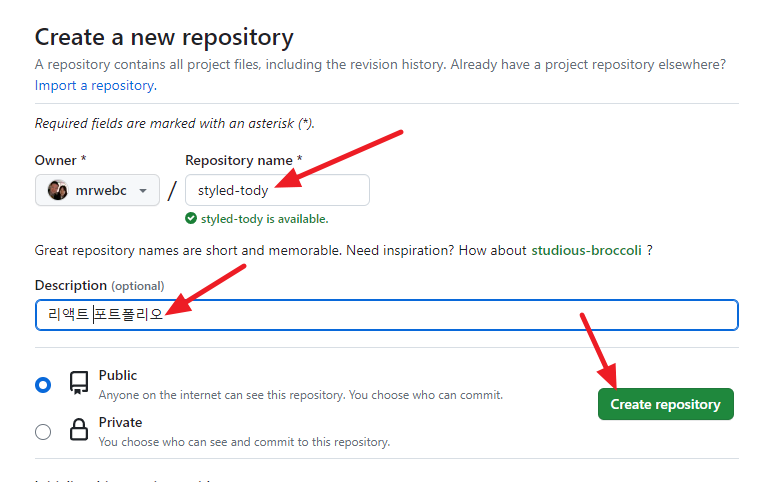 Create a new repository
A repository contains all project files, including the revision history. Already have a project repository elsewhere?
Import a repository.
Required fields are marked with an asterisk (*).
Owner * Repository name *
mrwebc / styled-tody
styled-tody is available.
Great repository names are short and memorable. Need inspiration? How about studious-broccoli ?
Description (optional)
리액트 포트폴리오
Public
Anyone on the internet can see this repository. You choose who can commit.
Create repository
Private
You choose who can see and commit to this repository.